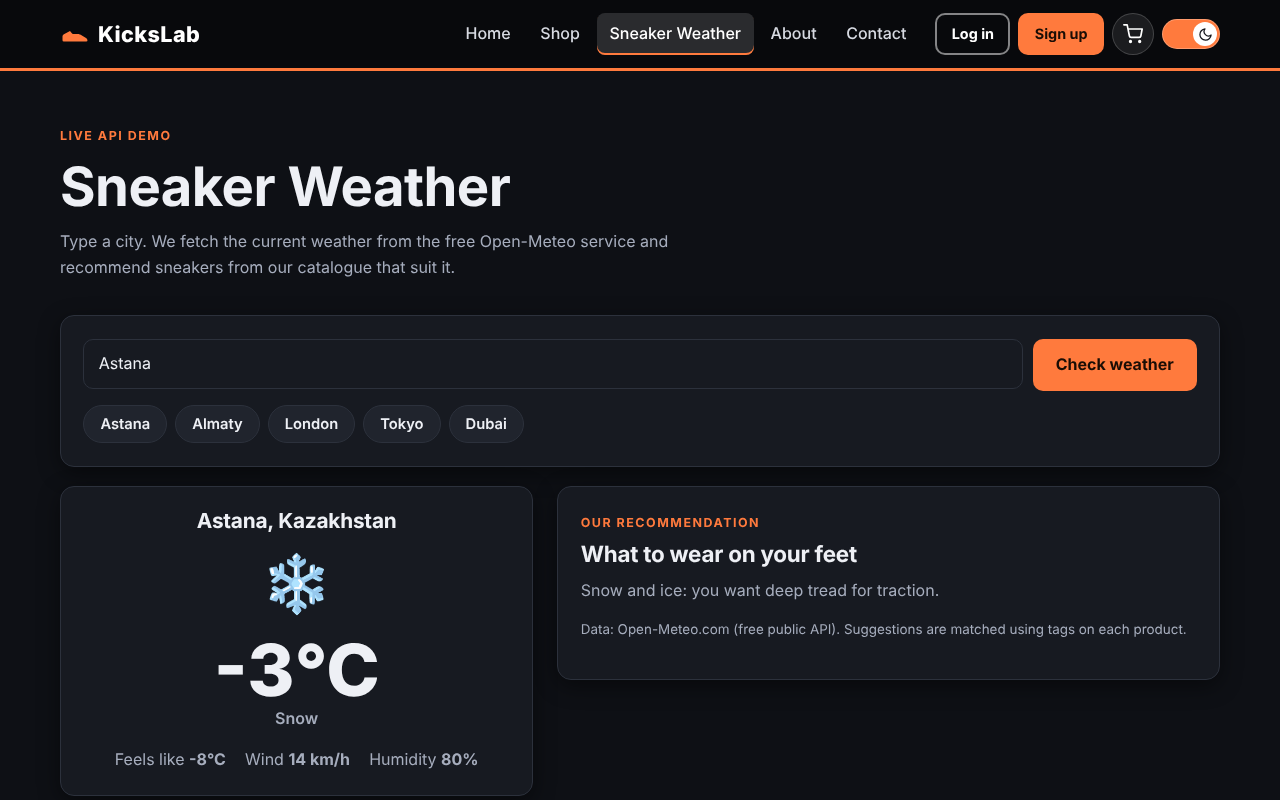 KicksLab
Home
Shop
Sneaker Weather
About
Contact
Log in
Sign up
LIVE API DEMO
Sneaker Weather
Type a city. We fetch the current weather from the free Open-Meteo service and
recommend sneakers from our catalogue that suit it.
Astana
Check weather
Astana
Almaty
London
Tokyo
Dubai
Astana, Kazakhstan
-3°C
Snow
Feels like -8°C
Wind 14 km/h
Humidity 80%
OUR RECOMMENDATION
What to wear on your feet
Snow and ice: you want deep tread for traction.
Data: Open-Meteo.com (free public API). Suggestions are matched using tags on each product.